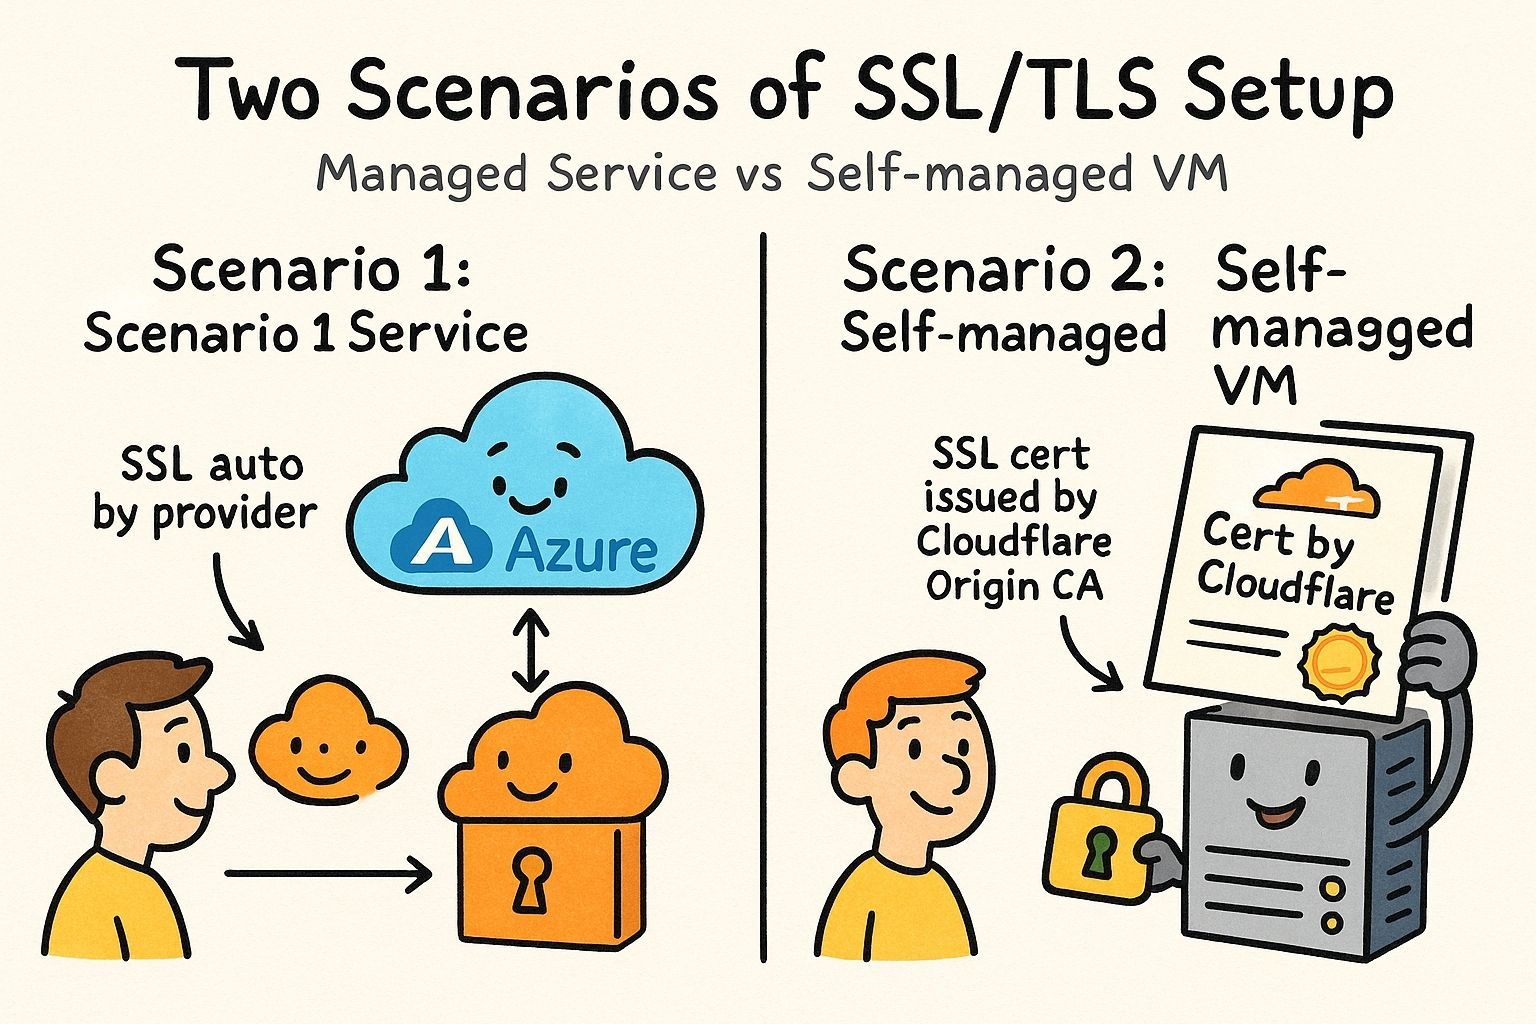 Two Scenarios of SSL/TLS Setup
Managed Service vs Self-managed VM
Scenario 1:
Scenario 1 Service
SSL auto
by provider
A Azure
Scenario 2:
Self-managed
Self-
managged
VM
SSL cert
issued by
Cloudflare
Origin CA
Cert by
Cloudflare